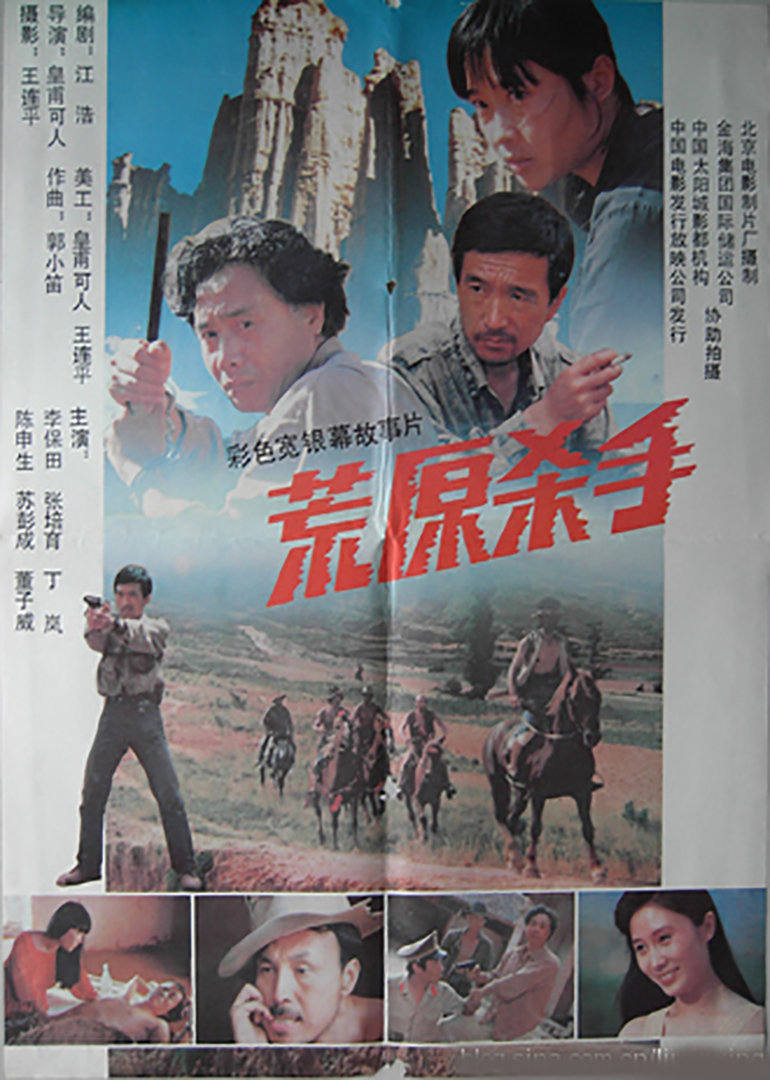 编剧：江浩
导演：皇甫可人
摄影：王连平
美工：皇甫可人 王连平
作曲：郭小笛
主演：
李保田 张培育 丁岚
陈申生 苏彭成 董子威
北京电影制片厂摄制
金海集团国际储运公司
中国太阳城影都机构
协助拍摄
中国电影发行放映公司发行
彩色宽银幕故事片
荒原杀手